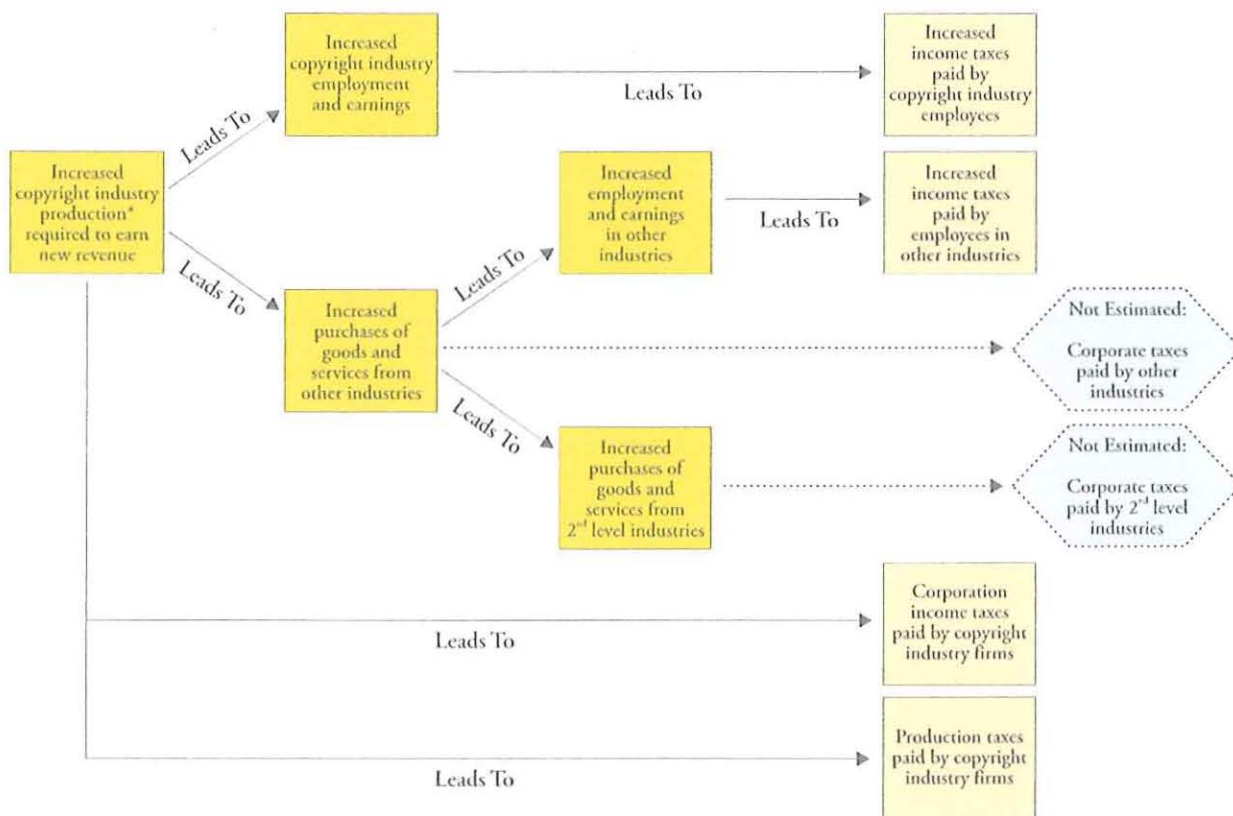 Increased
copyright industry
employment
and earnings
Leads To
Increased
income taxes
paid by
copyright industry
employees
Leads To
Increased
copyright industry
production*
required to earn
new revenue
Increased
employment
and earnings
in other
industries
Leads To
Increased
income taxes
paid by
employees in
other industries
Leads To
Leads To
Increased
purchases of
goods and
services from
other industries
Not Estimated:
Corporate taxes
paid by other
industries
Leads To
Increased
purchases of
goods and
services from
2nd level industries
Not Estimated:
Corporate taxes
paid by 2nd level
industries
Leads To
Corporation
income taxes
paid by copyright
industry firms
Leads To
Production taxes
paid by copyright
industry firms